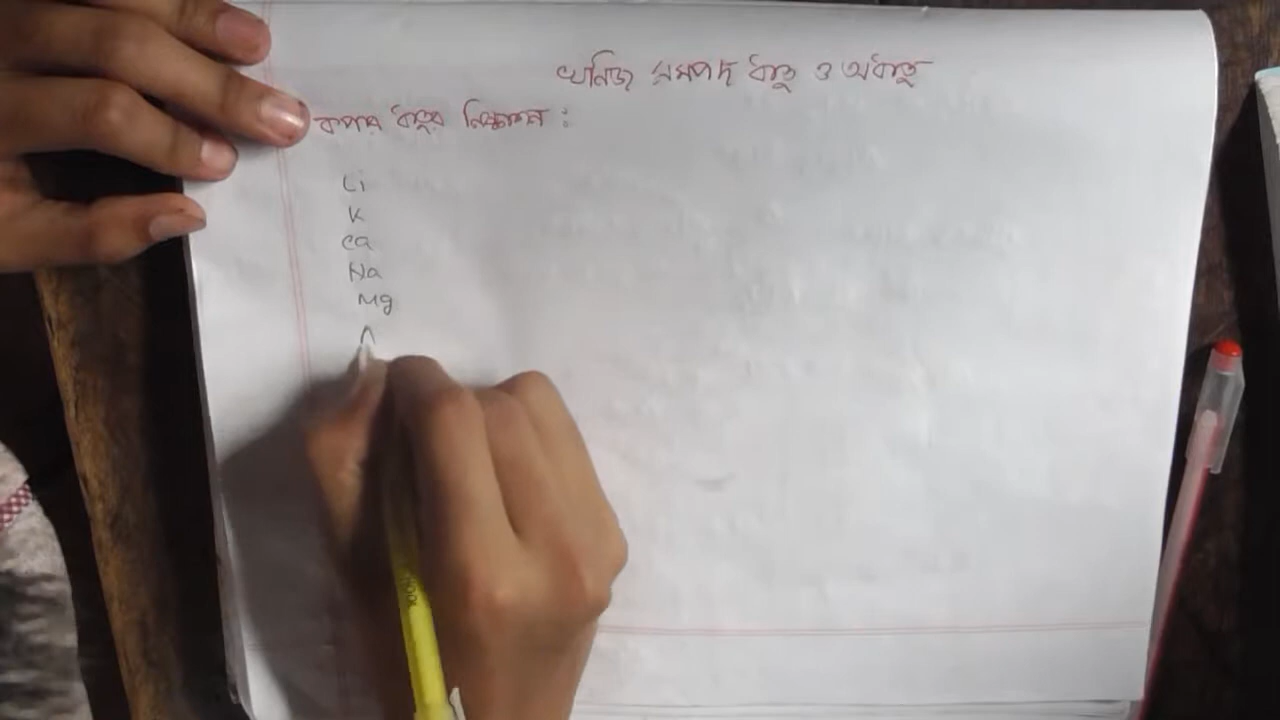 খনিজ সম্পদ ধাতু ও অধাতু
কপার ধাতুর নিষ্কাশন :
Li
K
Ca
Na
Mg
A